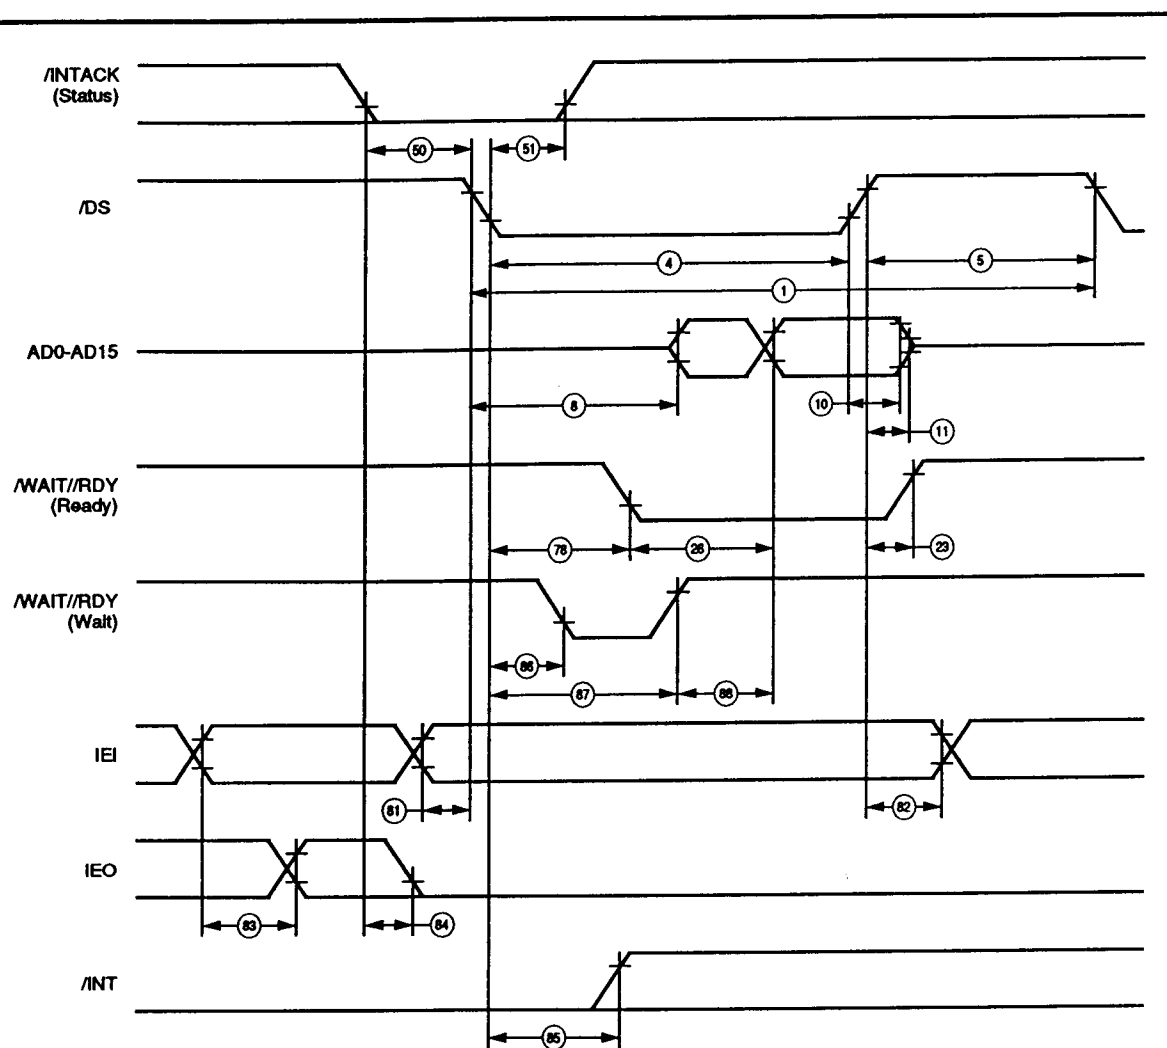 /INTACK
(Status)
50
51
/DS
4
5
1
AD0-AD15
8
10
11
/WAIT//RDY
(Ready)
78
26
23
/WAIT//RDY
(Wait)
86
87
88
IEI
81
82
IEO
83
84
/INT
85